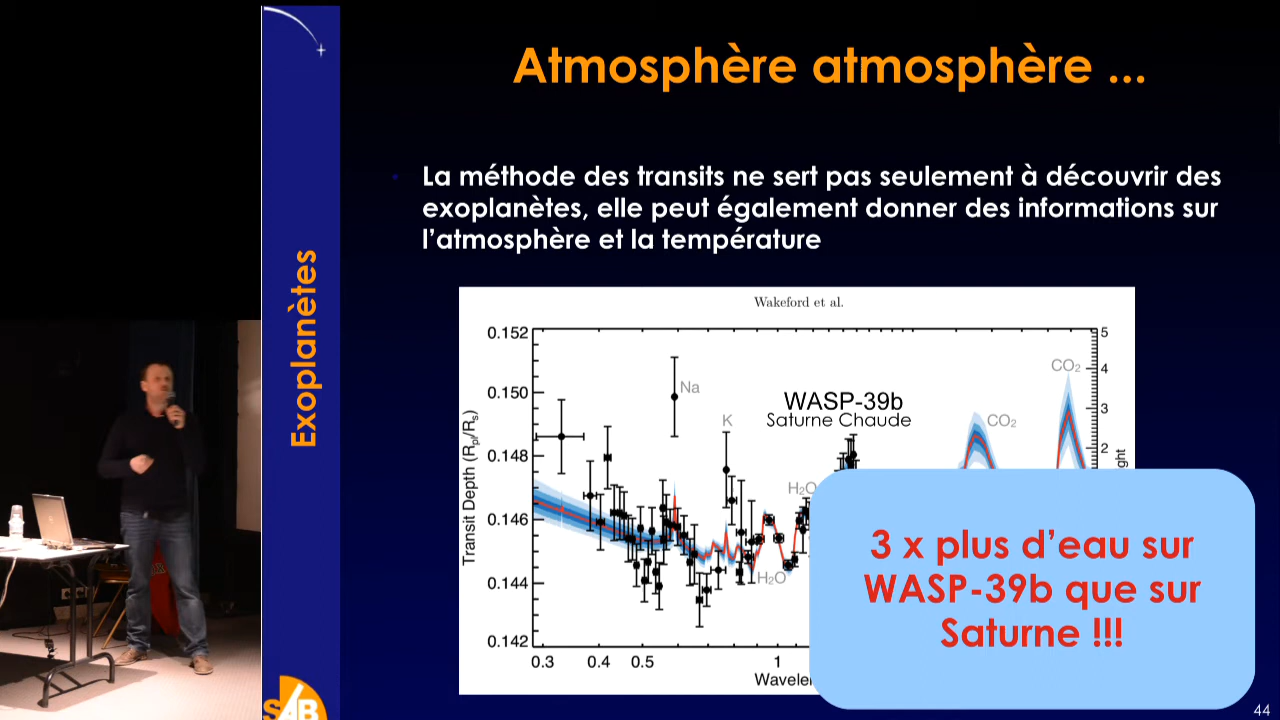 Atmosphère atmosphère ...
Exoplanètes
• La méthode des transits ne sert pas seulement à découvrir des
exoplanètes, elle peut également donner des informations sur
l’atmosphère et la température
Wakeford et al.
Transit Depth (Rpl/Rs)
0.152
0.150
0.148
0.146
0.144
0.142
0.3 0.4 0.5 1
5
4
3
2
Na
K
WASP-39b
Saturne Chaude
H₂O
H₂O
CO₂
CO₂
3 x plus d’eau sur
WASP-39b que sur
Saturne !!!
SAB
44